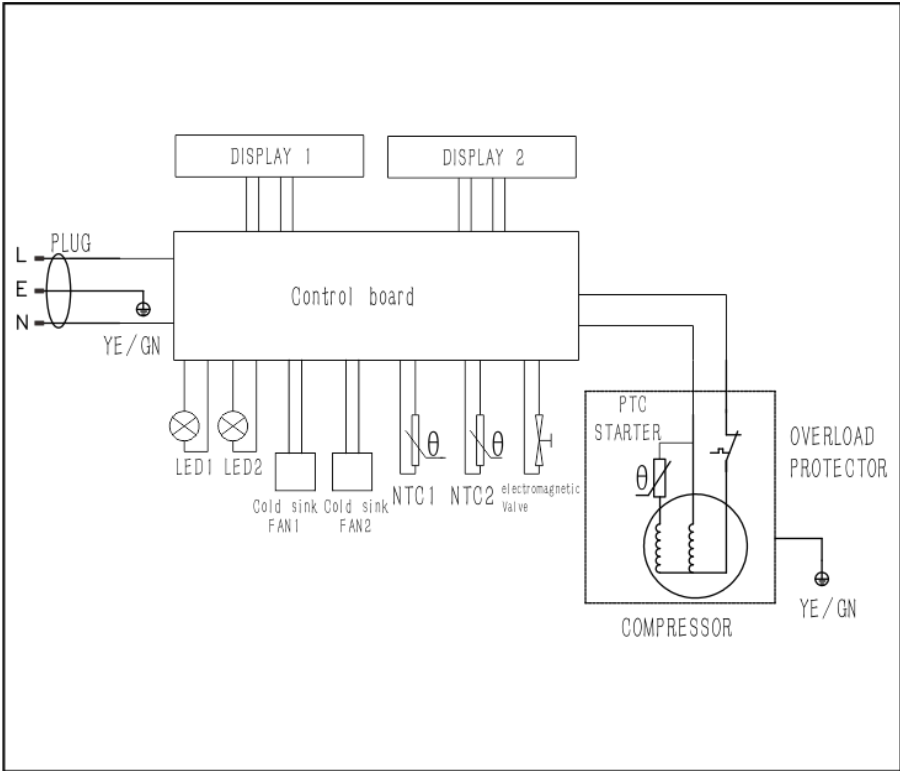 DISPLAY 1
DISPLAY 2
PLUG
L
E
N
YE/GN
Control board
LED1
LED2
Cold sink
FAN1
Cold sink
FAN2
θ
NTC1
θ
NTC2
electromagnetic
Valve
PTC
STARTER
θ
OVERLOAD
PROTECTOR
COMPRESSOR
YE/GN